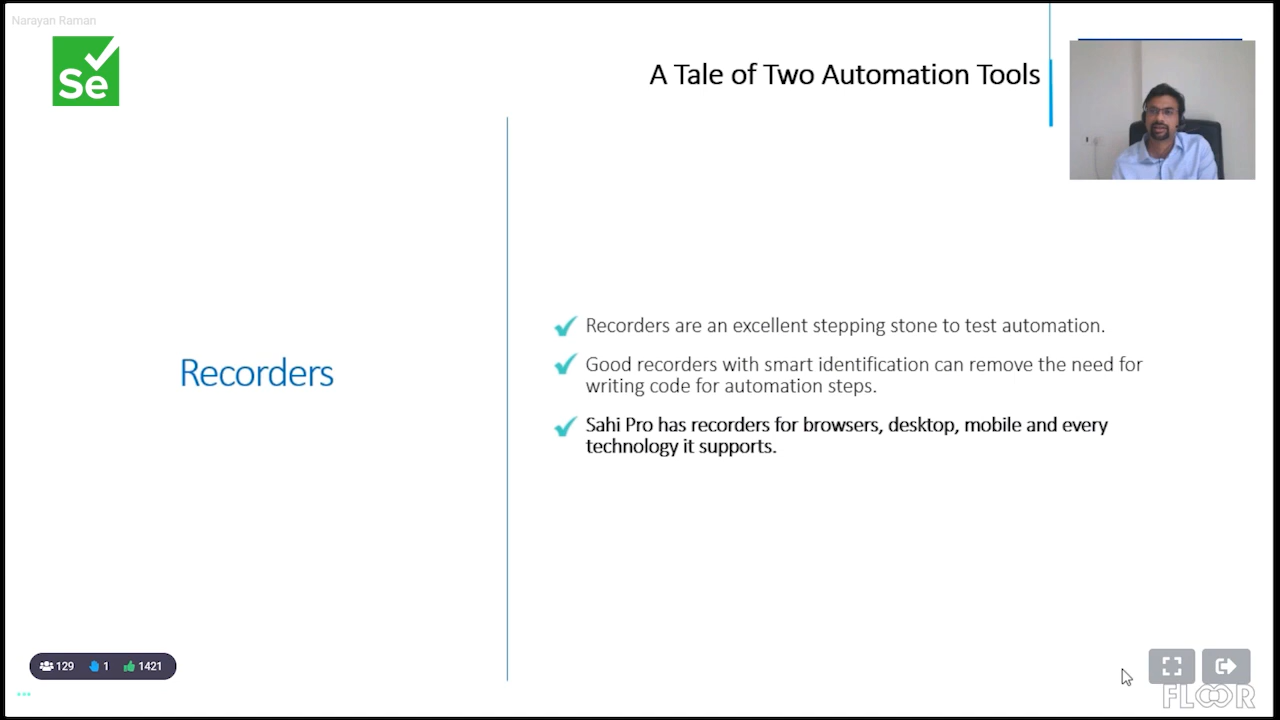 Narayan Raman
Se
A Tale of Two Automation Tools
Recorders
Recorders are an excellent stepping stone to test automation.
Good recorders with smart identification can remove the need for
writing code for automation steps.
Sahi Pro has recorders for browsers, desktop, mobile and every
technology it supports.
129 1 1421
FLOOR